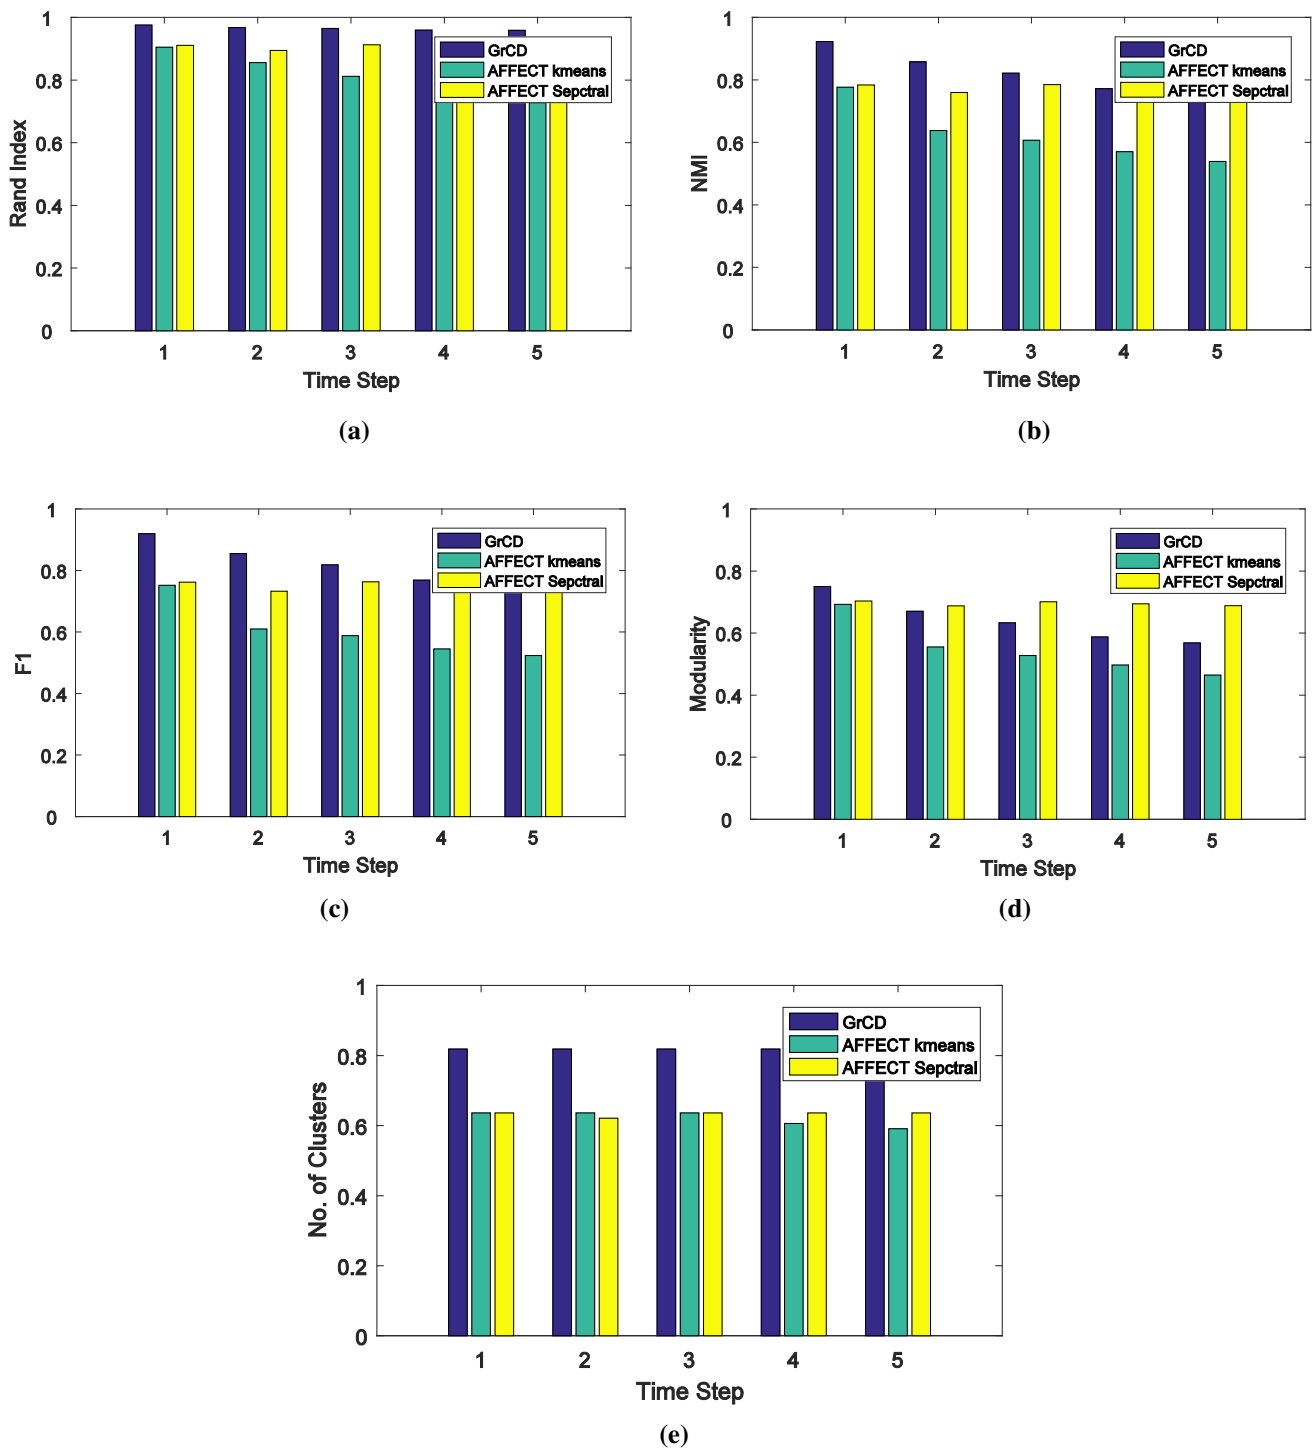 1
0.8
0.6
0.4
0.2
0
Rand Index
GrCD
AFFECT kmeans
AFFECT Sepctral
1 2 3 4 5
Time Step
(a)
1
0.8
0.6
0.4
0.2
0
NMI
GrCD
AFFECT kmeans
AFFECT Sepctral
1 2 3 4 5
Time Step
(b)
1
0.8
0.6
0.4
0.2
0
F1
GrCD
AFFECT kmeans
AFFECT Sepctral
1 2 3 4 5
Time Step
(c)
1
0.8
0.6
0.4
0.2
0
Modularity
GrCD
AFFECT kmeans
AFFECT Sepctral
1 2 3 4 5
Time Step
(d)
1
0.8
0.6
0.4
0.2
0
No. of Clusters
GrCD
AFFECT kmeans
AFFECT Sepctral
1 2 3 4 5
Time Step
(e)